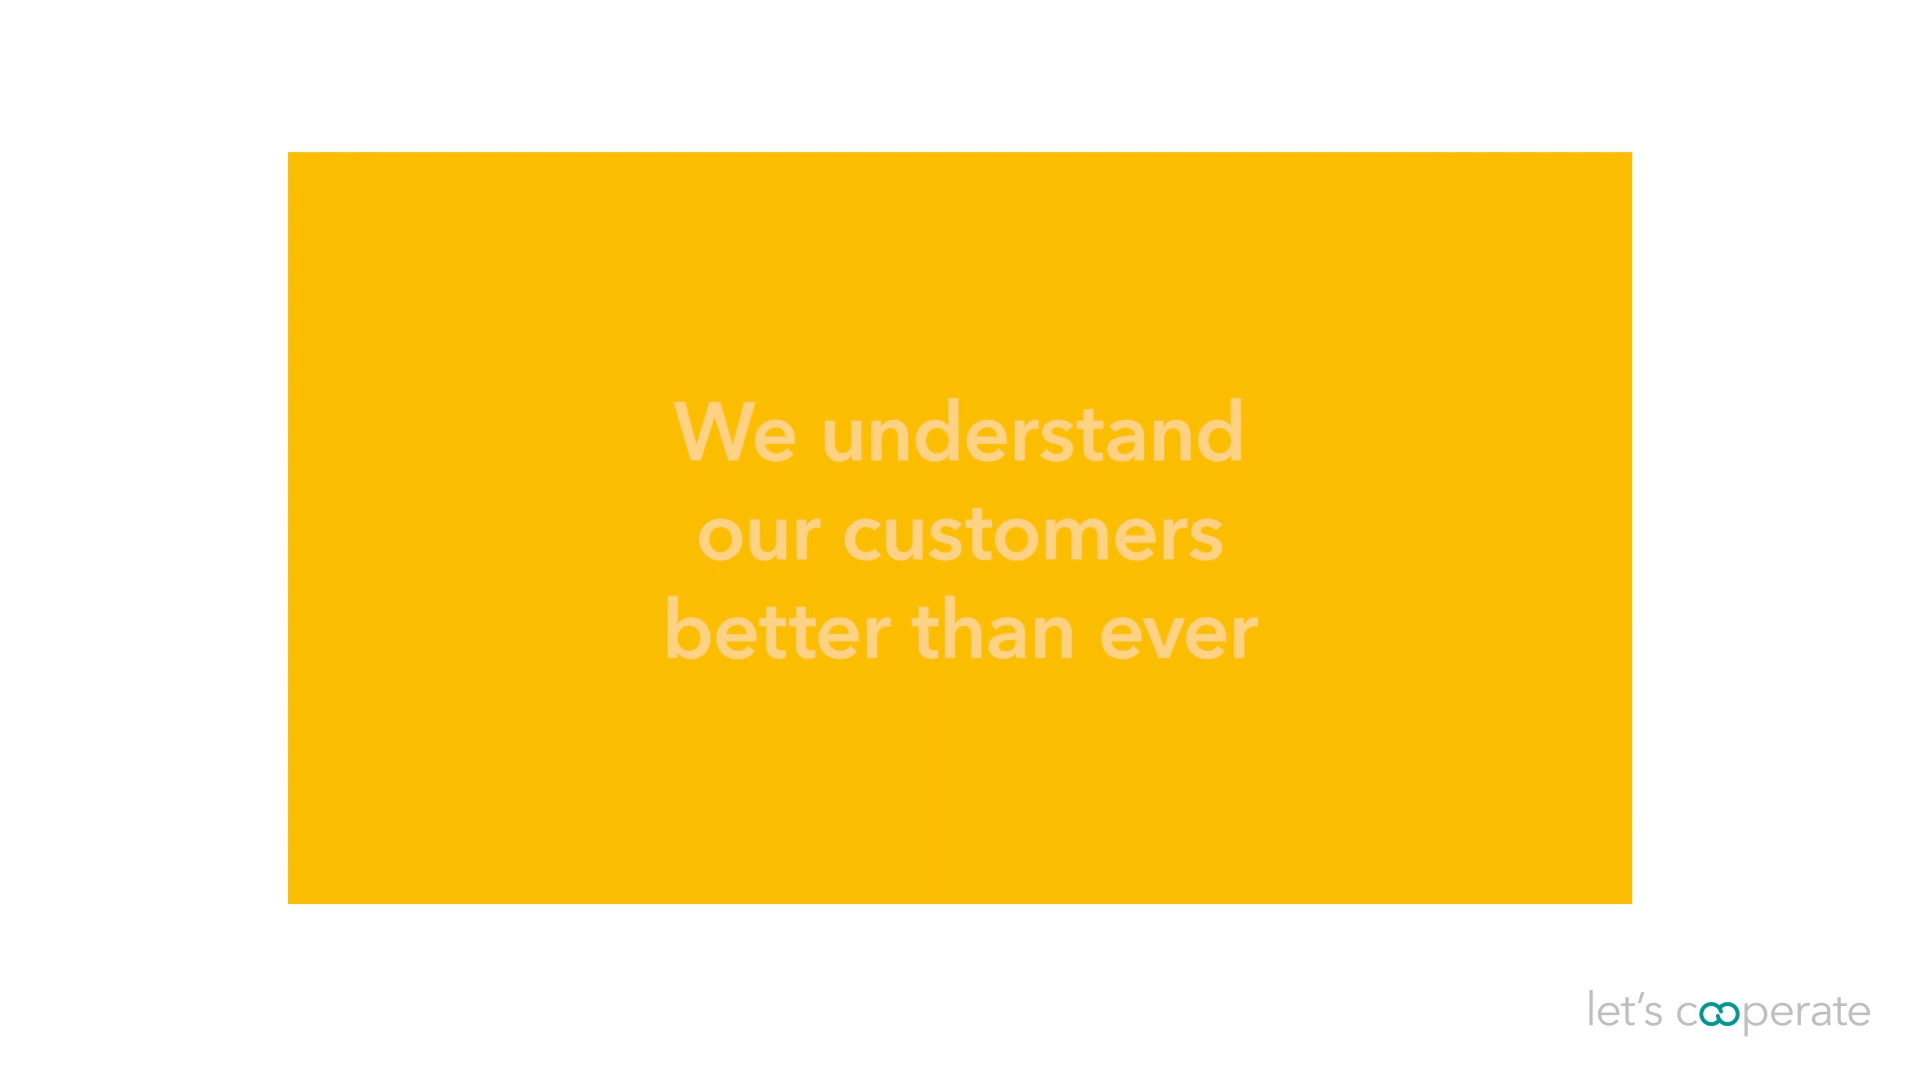 We understand
our customers
better than ever
let's cooperate